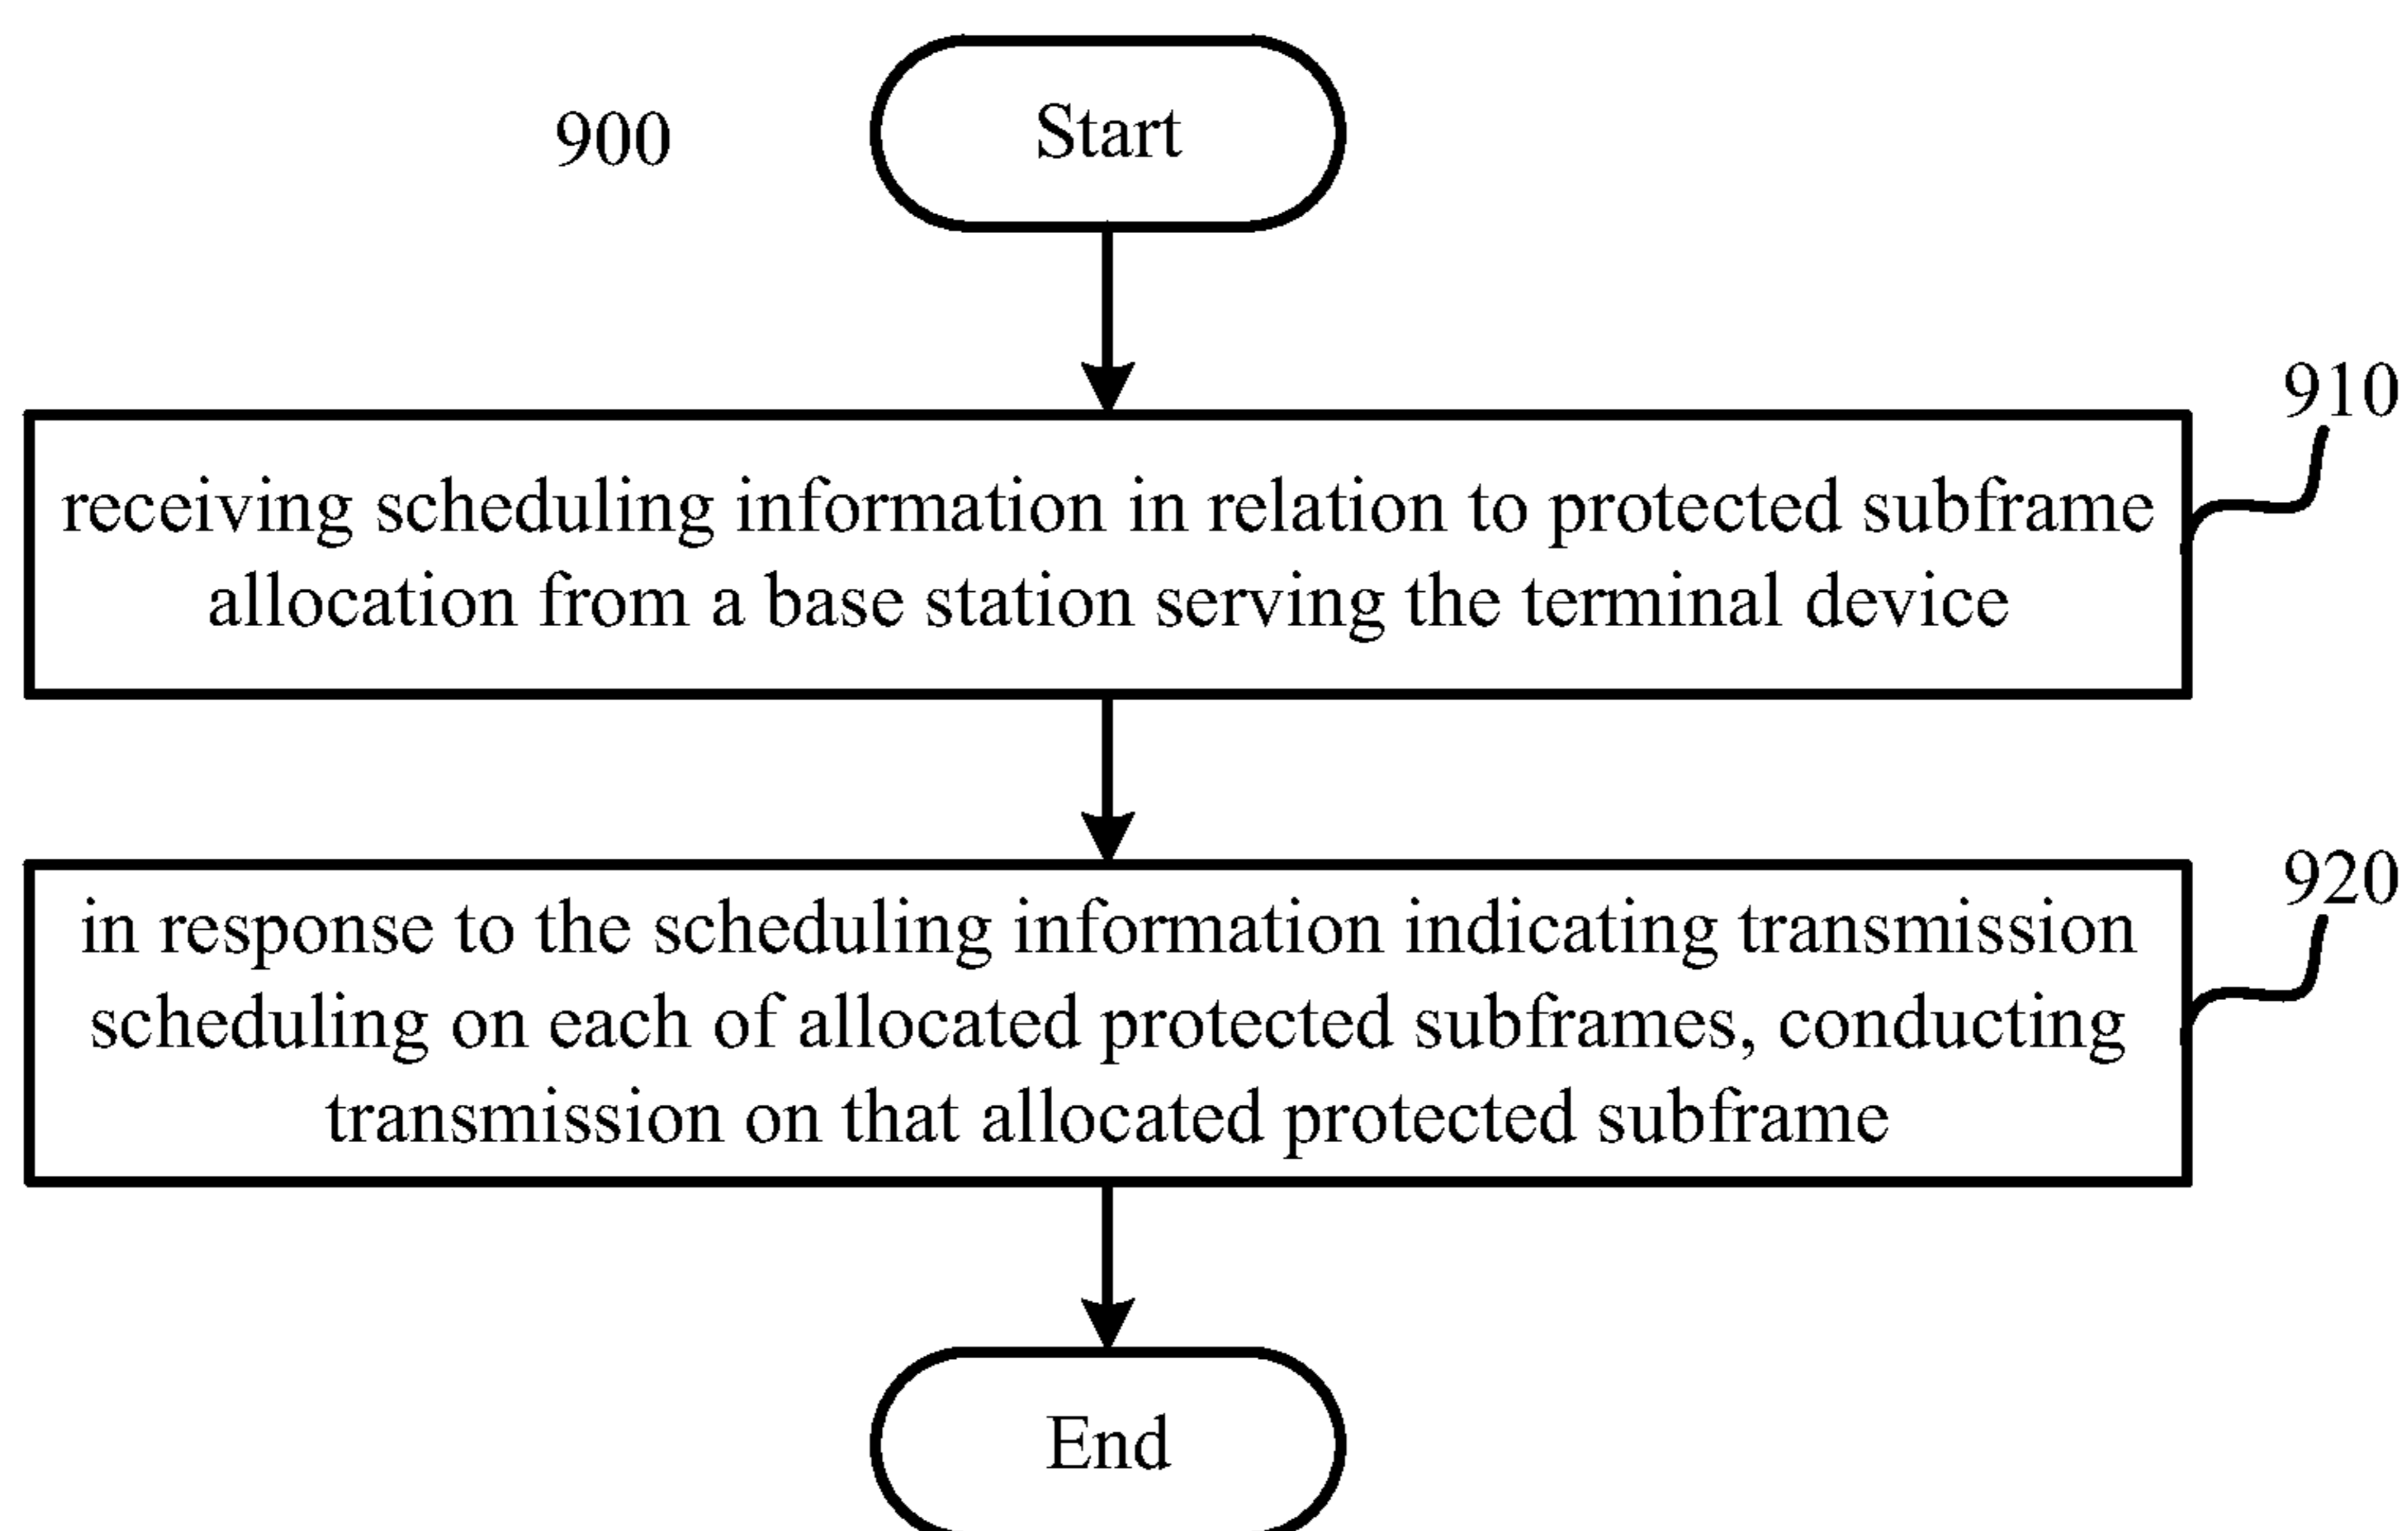 900
Start
910
receiving scheduling information in relation to protected subframe
allocation from a base station serving the terminal device
920
in response to the scheduling information indicating transmission
scheduling on each of allocated protected subframes, conducting
transmission on that allocated protected subframe
End